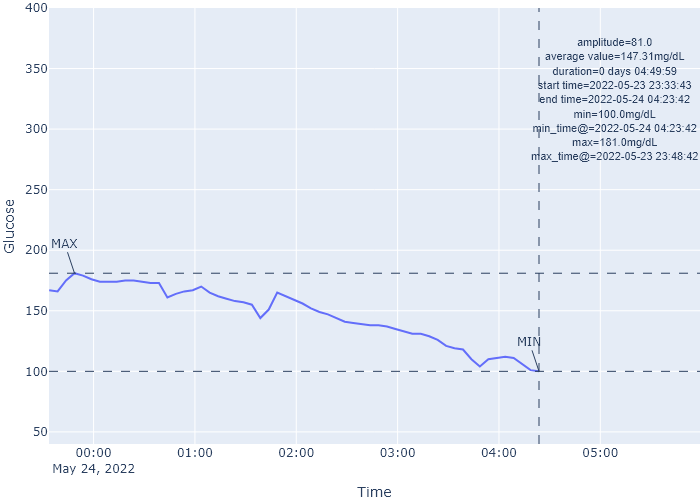 400
350
300
250
200
150
100
50
Glucose
amplitude=81.0
average value=147.31mg/dL
duration=0 days 04:49:59
start time=2022-05-23 23:33:43
end time=2022-05-24 04:23:42
min=100.0mg/dL
min_time@=2022-05-24 04:23:42
max=181.0mg/dL
max_time@=2022-05-23 23:48:42
MAX
MIN
00:00 01:00 02:00 03:00 04:00 05:00
May 24, 2022
Time